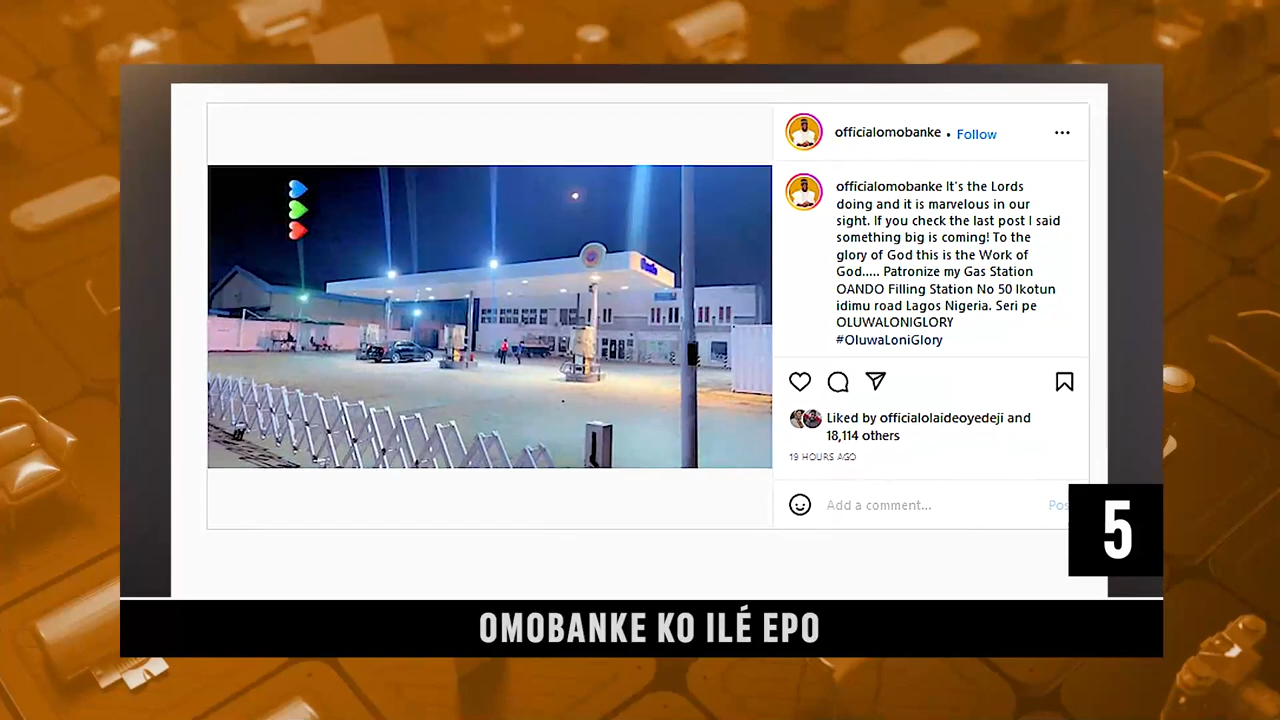 officialomobanke • Follow
officialomobanke It's the Lords
doing and it is marvelous in our
sight. If you check the last post I said
something big is coming! To the
glory of God this is the Work of
God..... Patronize my Gas Station
OANDO Filling Station No 50 Ikotun
idimu road Lagos Nigeria. Seri pe
OLUWALONIGLORY
#OluwaLoniGlory
Liked by officialolaideoyedeji and
18,114 others
19 HOURS AGO
Add a comment...
Pos
5
OMOBANKE KO ILÉ EPO